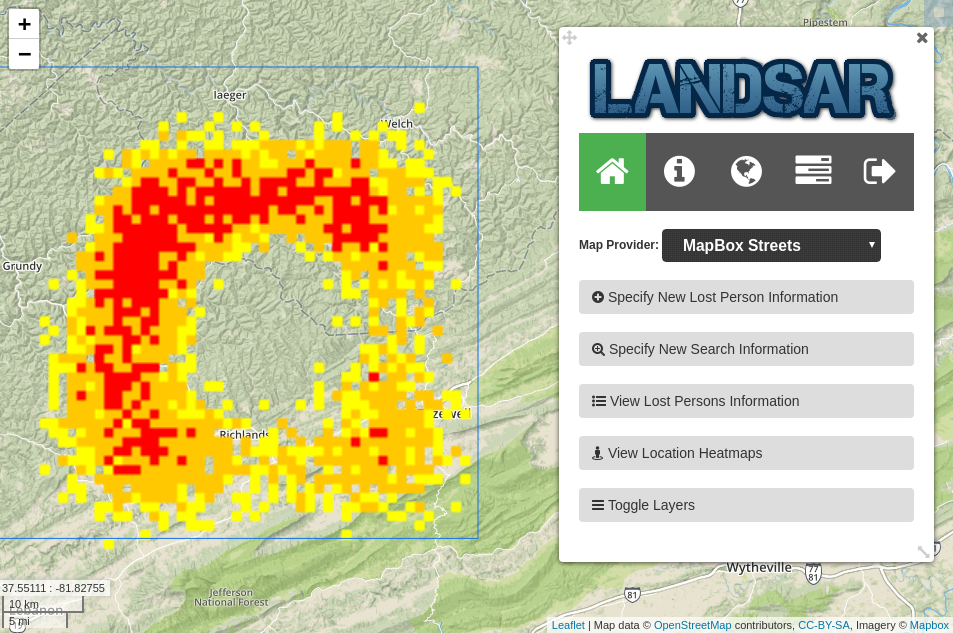 +
−
77
Pipestem
Iaeger
Welch
Grundy
Richlands
LANDSAR
Map Provider: MapBox Streets
Specify New Lost Person Information
Specify New Search Information
View Lost Persons Information
View Location Heatmaps
Toggle Layers
Wytheville
77
81
81
Jefferson
National Forest
37.55111 : -81.82755
10 km
Lebanon
5 mi
Leaflet | Map data © OpenStreetMap contributors, CC-BY-SA, Imagery © Mapbox